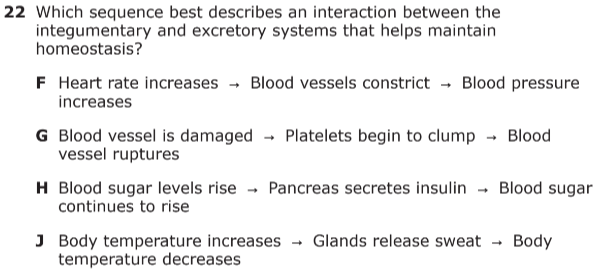 22 Which sequence best describes an interaction between the
integumentary and excretory systems that helps maintain
homeostasis?
F Heart rate increases → Blood vessels constrict → Blood pressure
increases
G Blood vessel is damaged → Platelets begin to clump → Blood
vessel ruptures
H Blood sugar levels rise → Pancreas secretes insulin → Blood sugar
continues to rise
J Body temperature increases → Glands release sweat → Body
temperature decreases